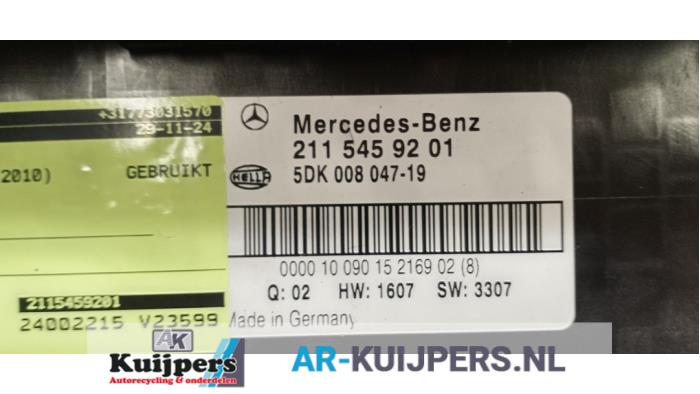 +31773031570
29-11-24
2010) GEBRUIKT
2115459201
24002215 V23599
Mercedes-Benz
211 545 92 01
HELLA 5DK 008 047-19
0000 10 090 15 2169 02 (8)
Q: 02 HW: 1607 SW: 3307
Made in Germany
AK
Kuijpers
Autorecycling & onderdelen
AR-KUIJPERS.NL